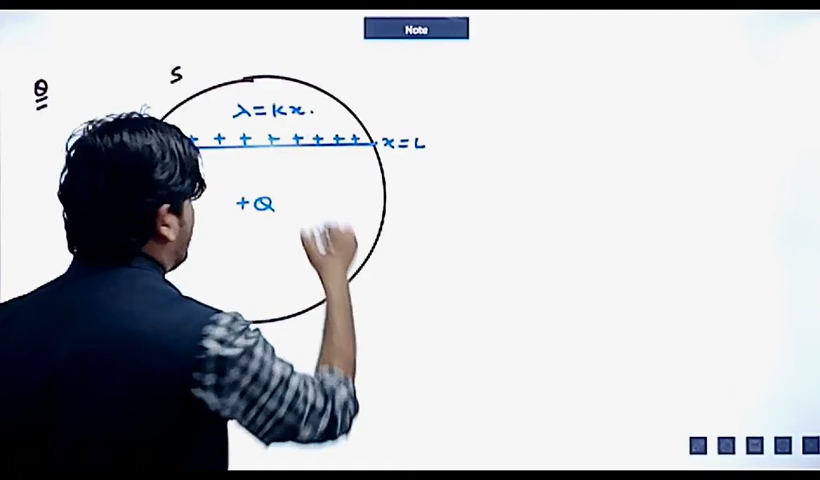 Note
S
Q
λ=kx.
+ + + + + + + +
x=L
+Q